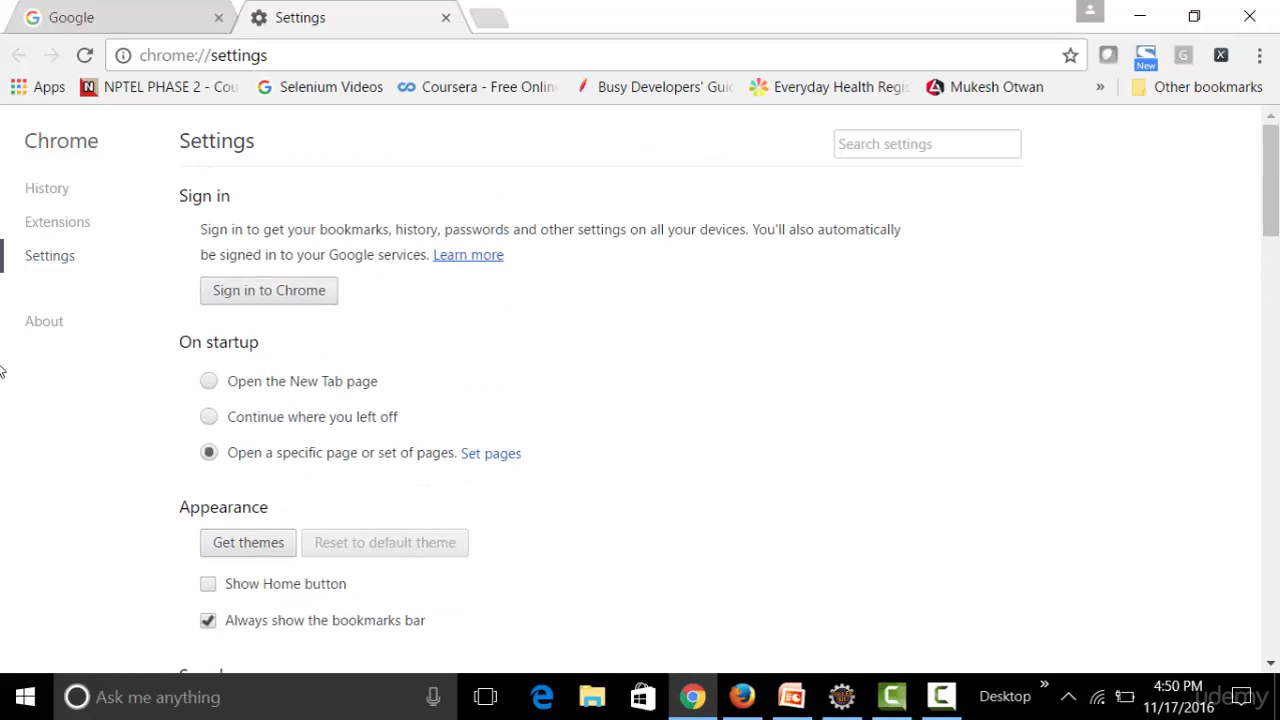 Google
Settings
chrome://settings
New
G
X
Apps
NPTEL PHASE 2 - Cou
Selenium Videos
Coursera - Free Onlin
Busy Developers' Guid
Everyday Health Regis
Mukesh Otwani
»
Other bookmarks
Chrome
History
Extensions
Settings
About
Settings
Search settings
Sign in
Sign in to get your bookmarks, history, passwords and other settings on all your devices. You'll also automatically
be signed in to your Google services. Learn more
Sign in to Chrome
On startup
Open the New Tab page
Continue where you left off
Open a specific page or set of pages. Set pages
Appearance
Get themes
Reset to default theme
Show Home button
Always show the bookmarks bar
Ask me anything
Desktop
4:50 PM
11/17/2016
udemy